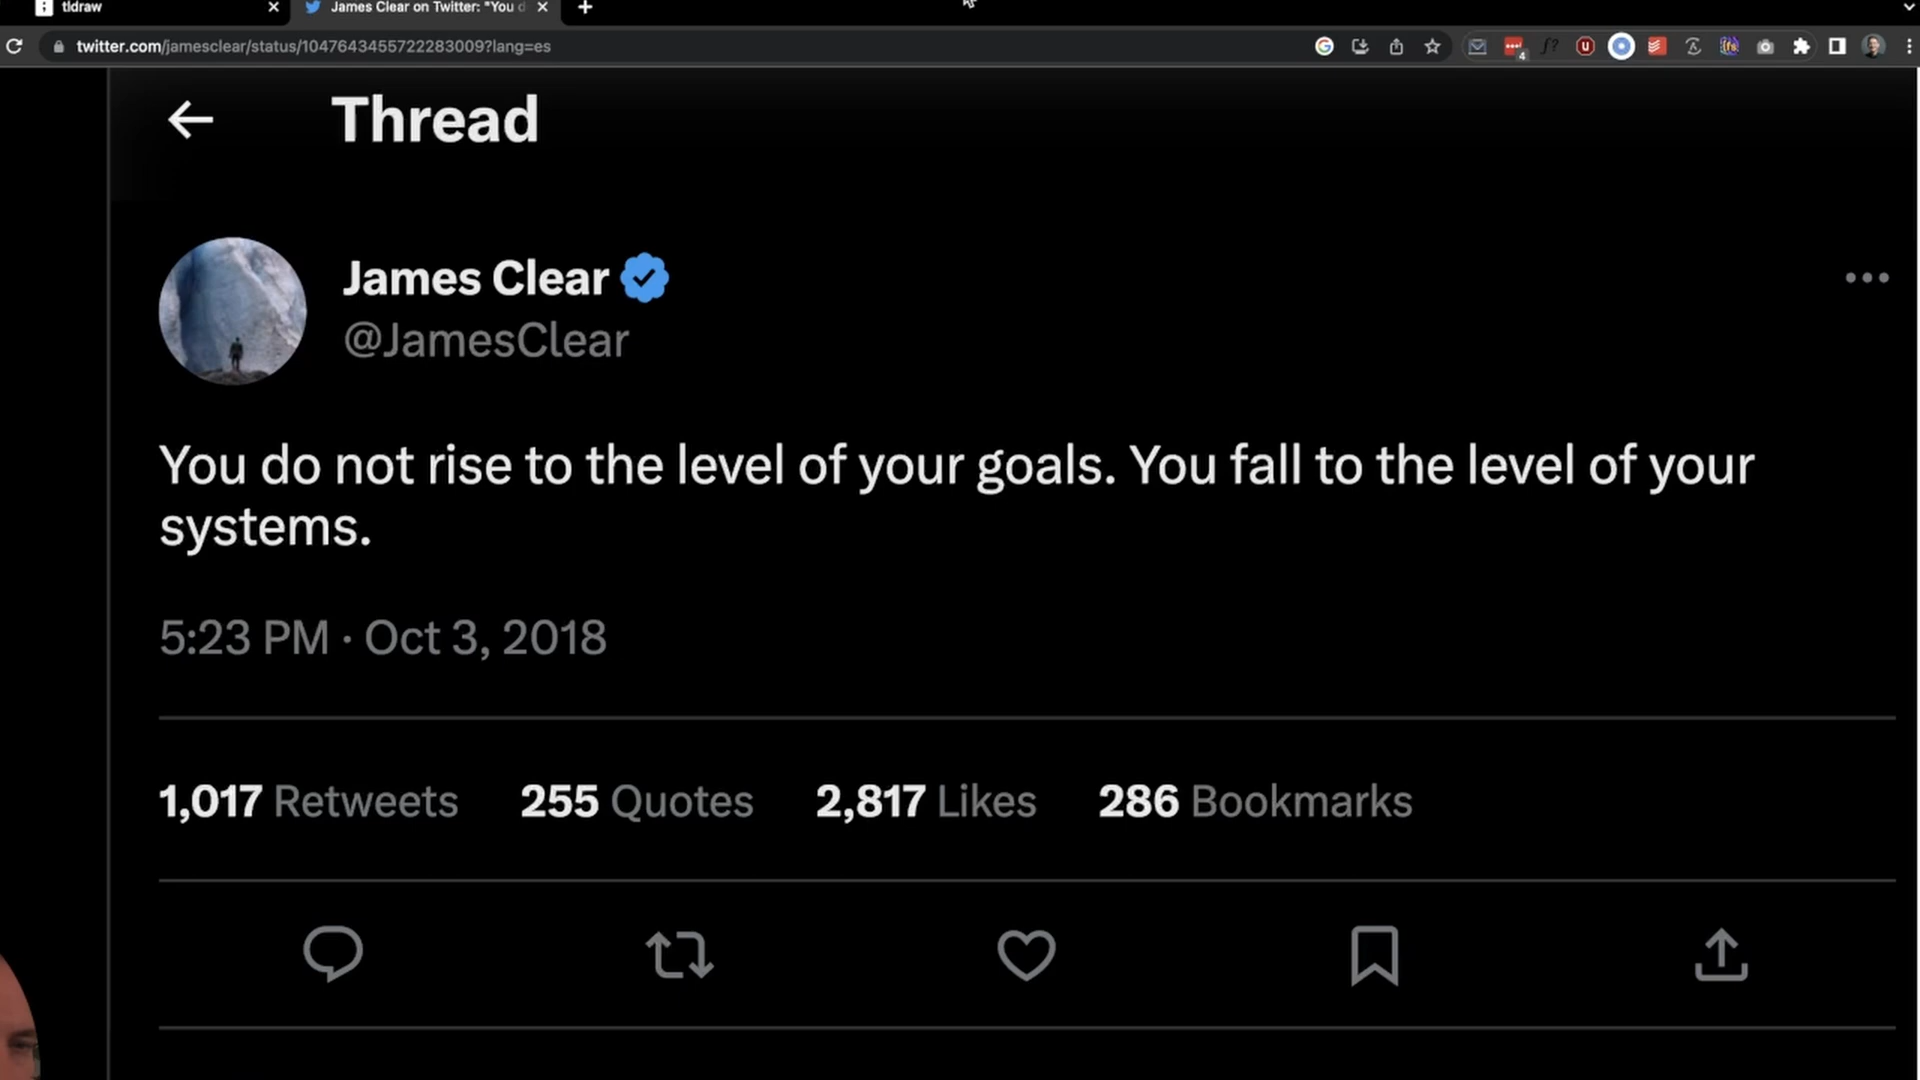 tldraw
James Clear on Twitter: "You d
twitter.com/jamesclear/status/1047643455722283009?lang=es
4
Thread
James Clear
@JamesClear
You do not rise to the level of your goals. You fall to the level of your
systems.
5:23 PM · Oct 3, 2018
1,017 Retweets 255 Quotes 2,817 Likes 286 Bookmarks